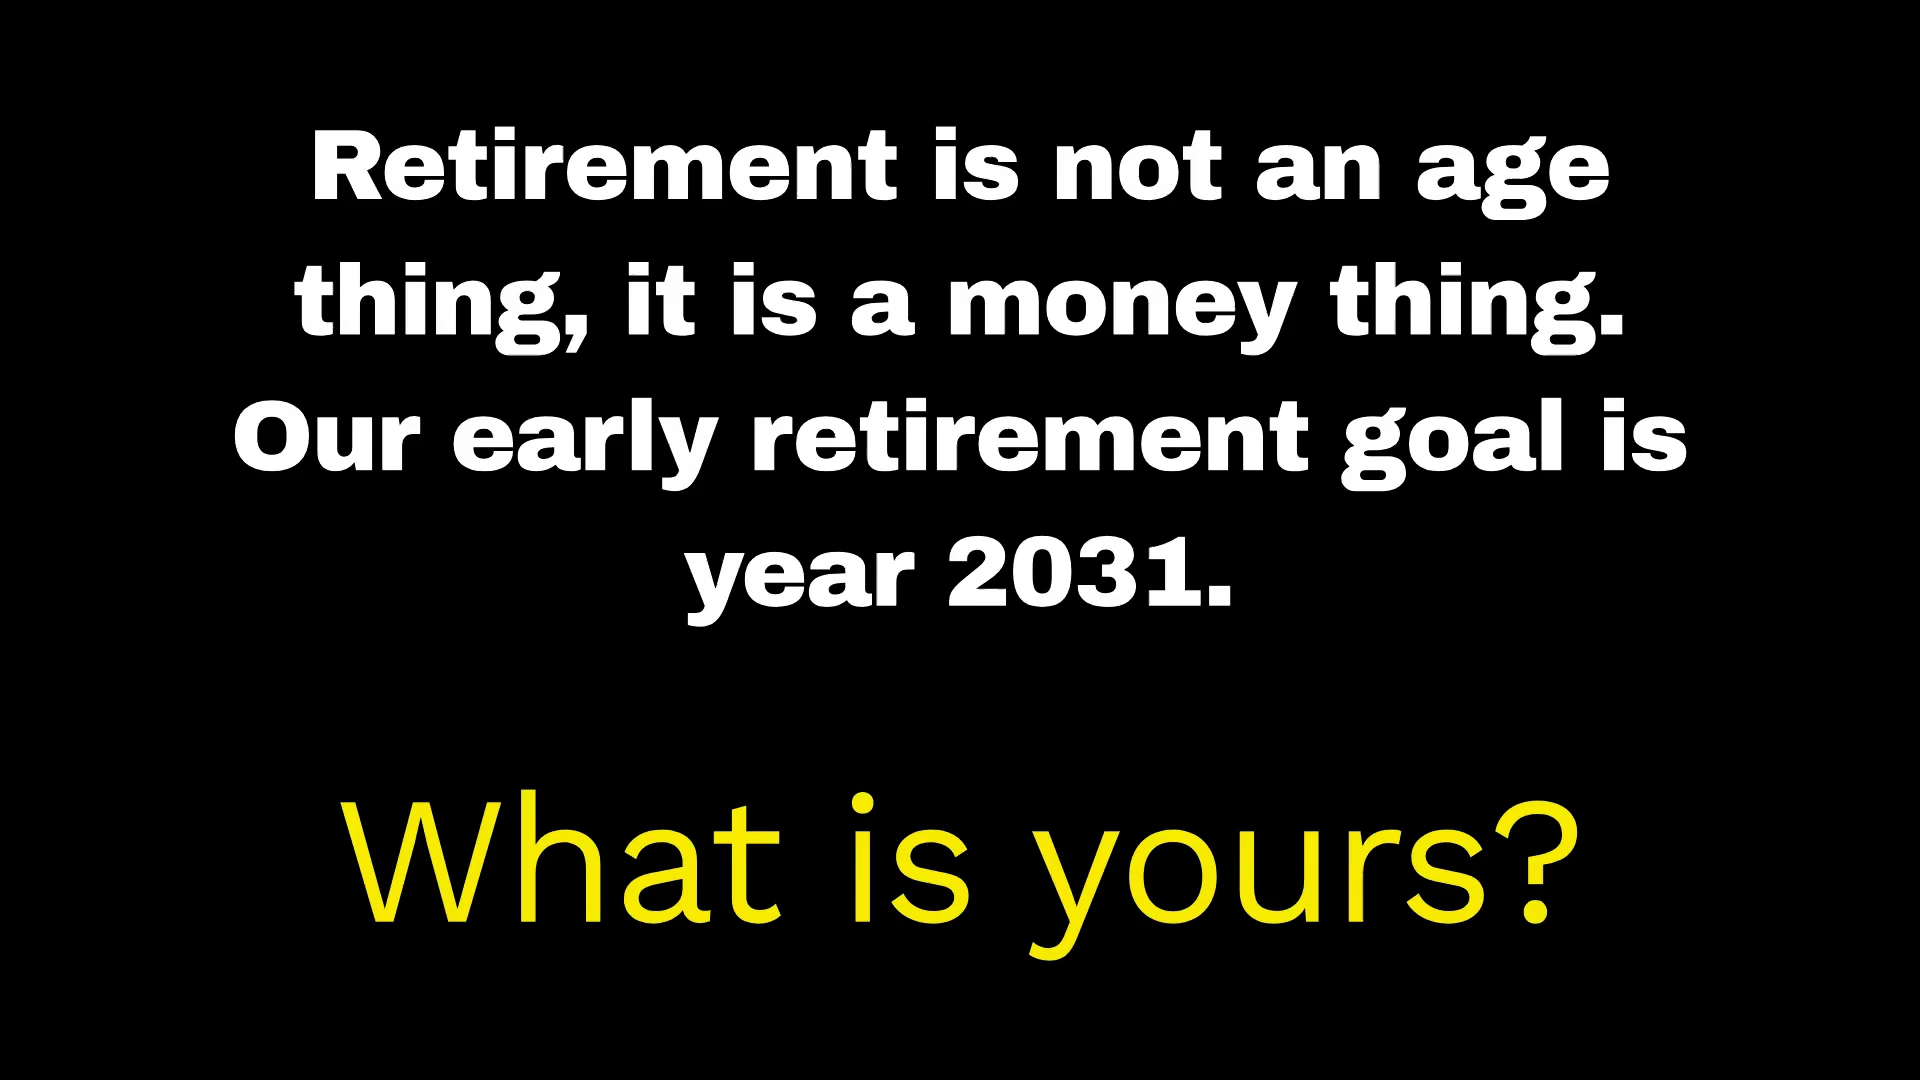 Retirement is not an age
thing, it is a money thing.
Our early retirement goal is
year 2031.
What is yours?